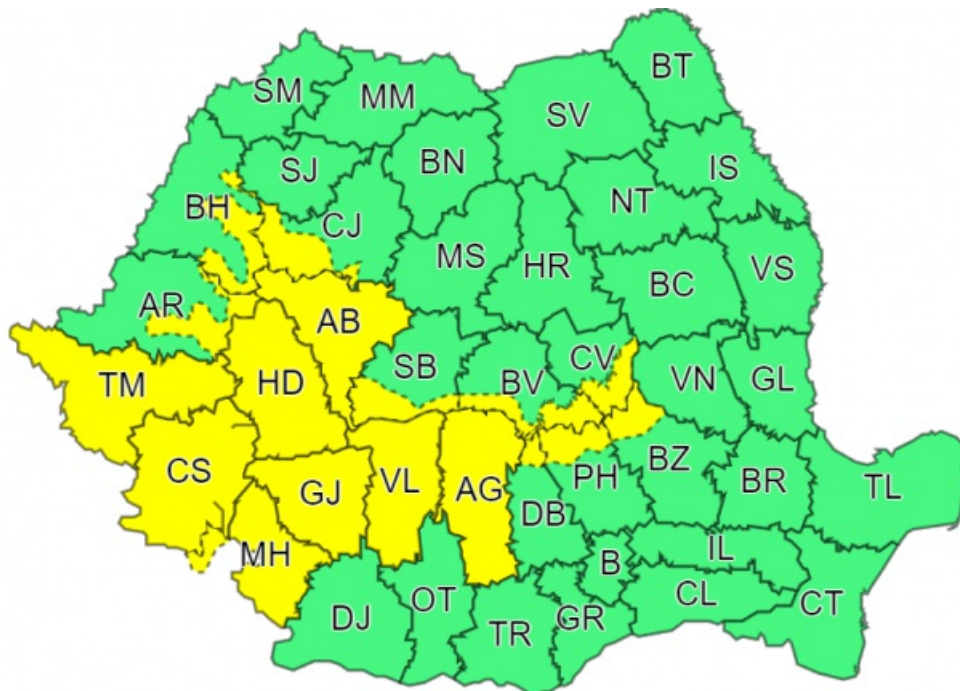 BT
SM
MM
SV
BN
IS
SJ
NT
BH
CJ
MS
HR
VS
BC
AR
AB
SB
BV
CV
TM
HD
VN
GL
CS
GJ
VL
AG
PH
BZ
BR
TL
DB
MH
B
IL
DJ
OT
TR
GR
CL
CT